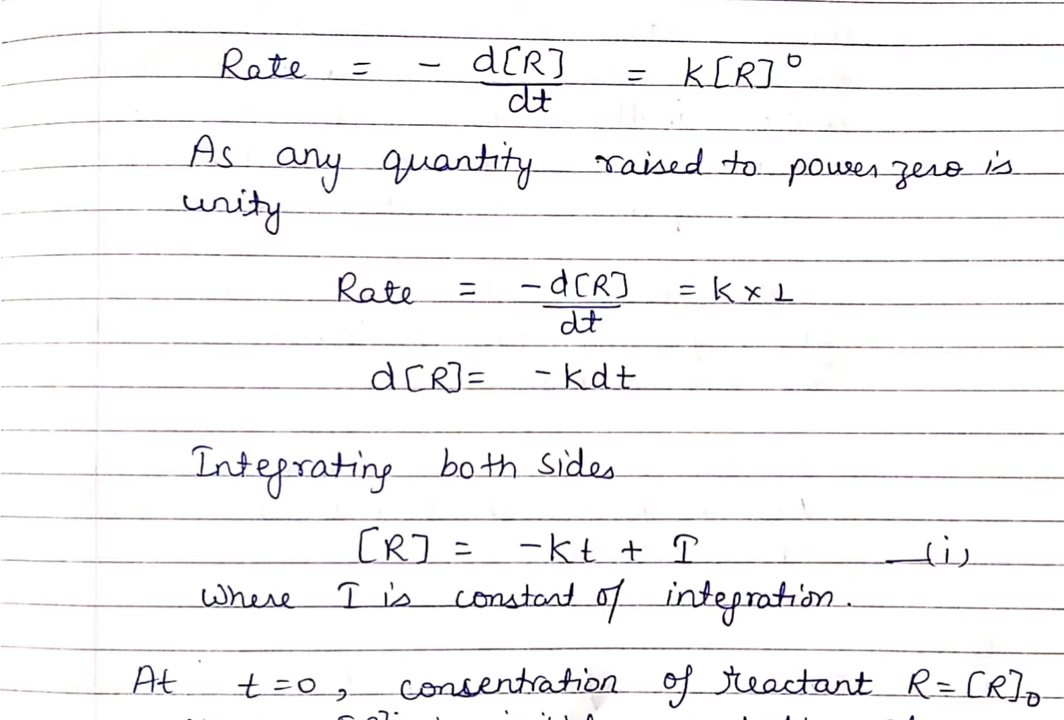 Rate = - d[R]/dt = K[R]⁰
As any quantity raised to power zero is
unity
Rate = -d[R]/dt = K × 1
d[R] = -Kdt
Integrating both sides
[R] = -Kt + I —(i)
where I is constant of integration.
At t=0, consentration of reactant R = [R]₀